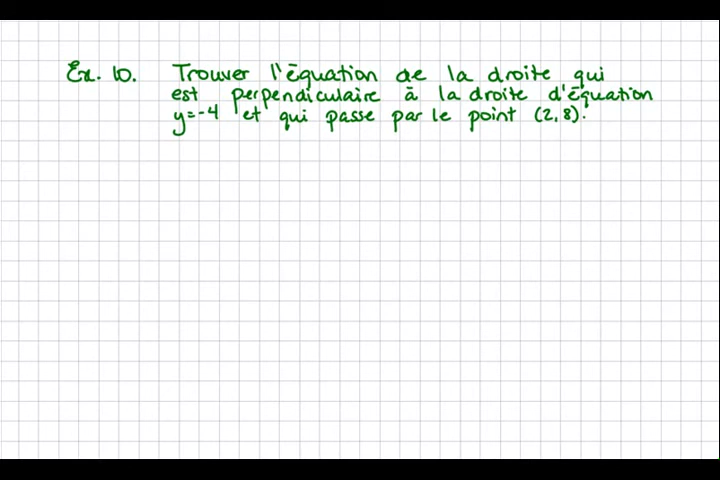 Ex. 10. Trouver l'équation de la droite qui
est perpendiculaire à la droite d'équation
y=-4 et qui passe par le point (2,8).